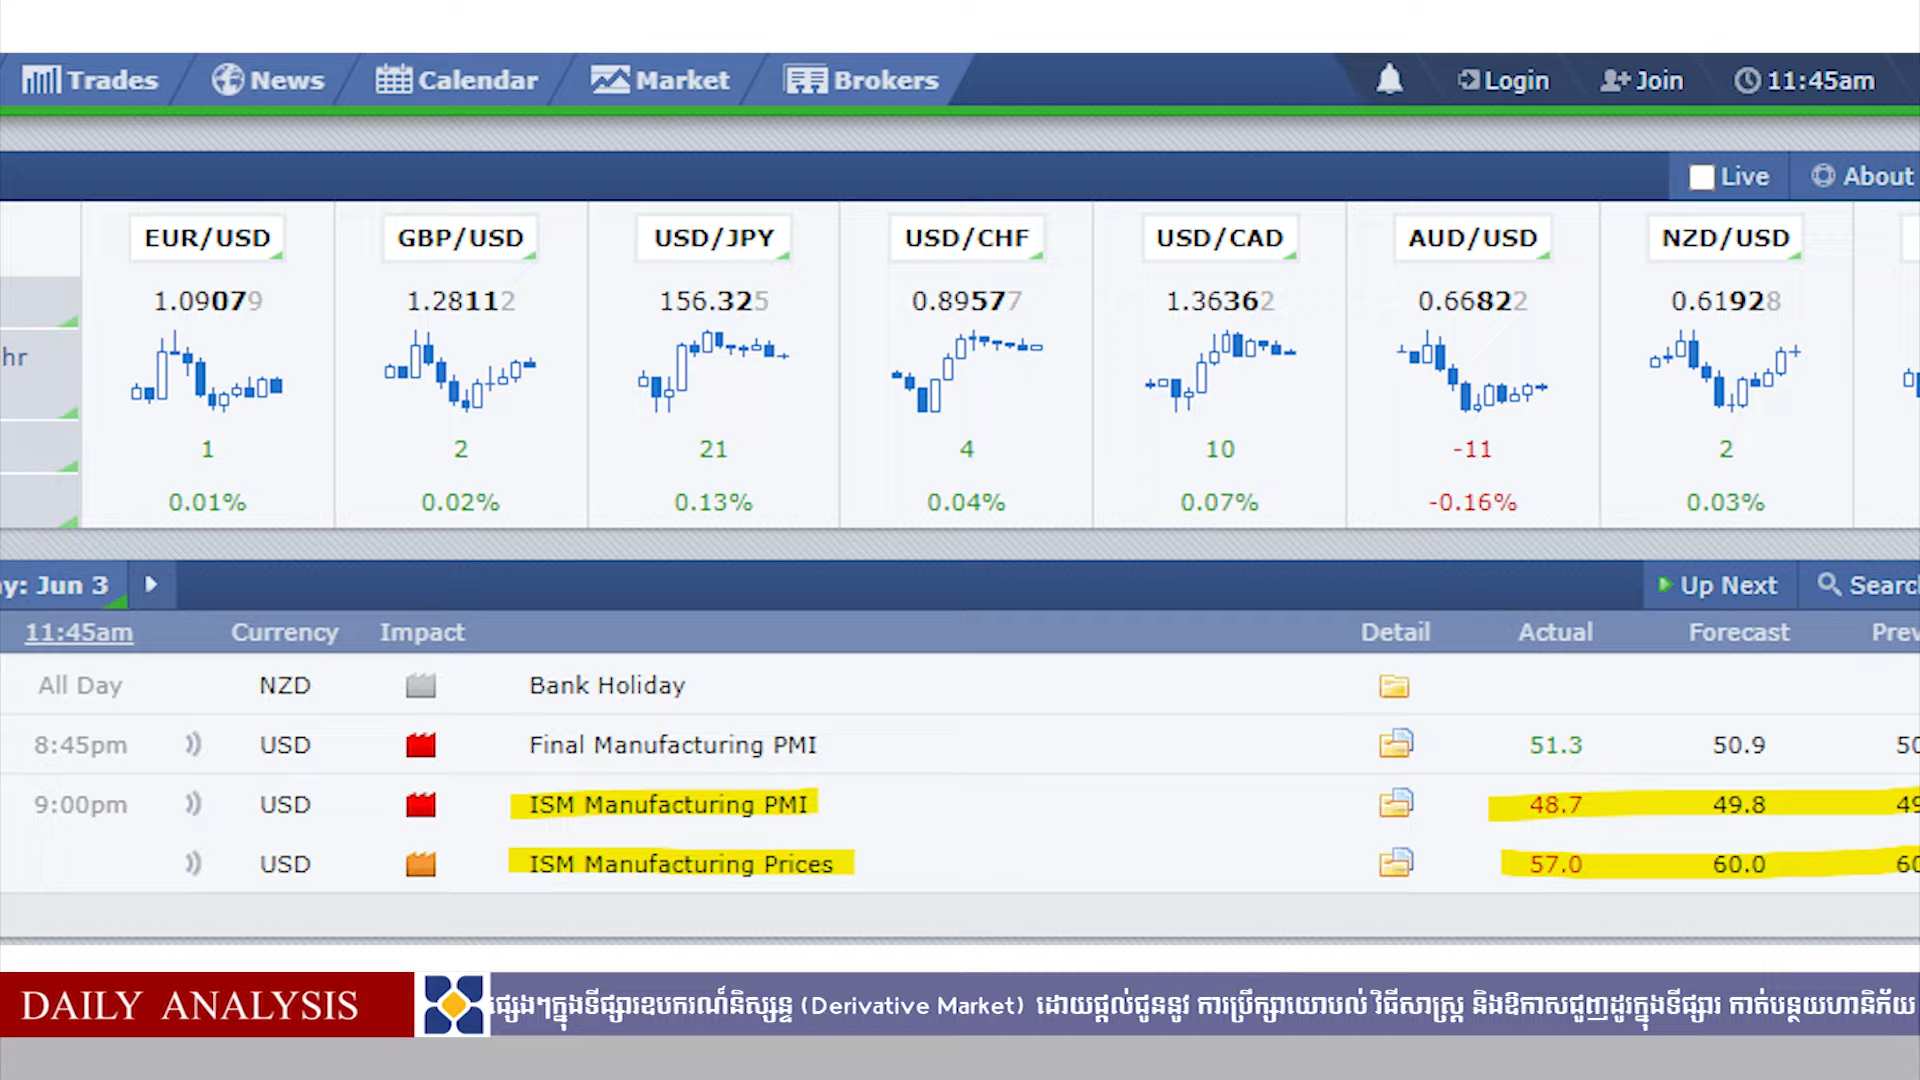 Trades News Calendar Market Brokers Login Join 11:45am
Live About
EUR/USD GBP/USD USD/JPY USD/CHF USD/CAD AUD/USD NZD/USD
1.09079 1.28112 156.325 0.89577 1.36362 0.66822 0.61928
hr
1 2 21 4 10 -11 2
0.01% 0.02% 0.13% 0.04% 0.07% -0.16% 0.03%
y: Jun 3 Up Next Search
11:45am Currency Impact Detail Actual Forecast Prev
All Day NZD Bank Holiday
8:45pm USD Final Manufacturing PMI 51.3 50.9 50
9:00pm USD ISM Manufacturing PMI 48.7 49.8 49
USD ISM Manufacturing Prices 57.0 60.0 60
DAILY ANALYSIS ផ្សេងៗក្នុងទីផ្សារឧបករណ៍និស្សន្ទ (Derivative Market) ដោយផ្តល់ជូននូវ ការប្រឹក្សាយោបល់ វិធីសាស្ត្រ និងឱកាសជួញដូរក្នុងទីផ្សារ កាត់បន្ថយហានិភ័យ